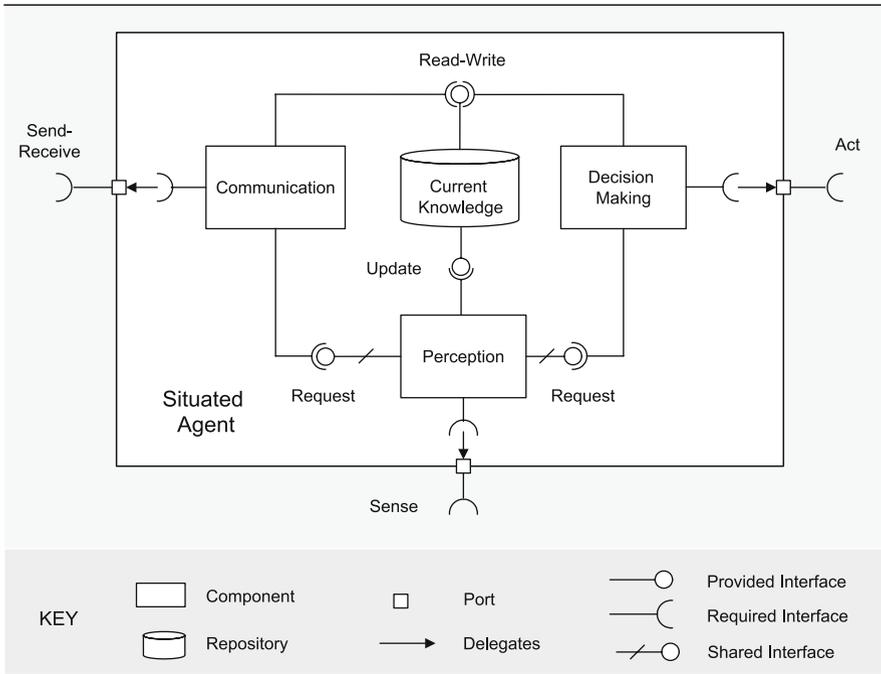 Read-Write
Send-
Receive
Act
Communication
Current
Knowledge
Decision
Making
Update
Perception
Request
Request
Situated
Agent
Sense
KEY
Component
Port
Provided Interface
Required Interface
Repository
Delegates
Shared Interface